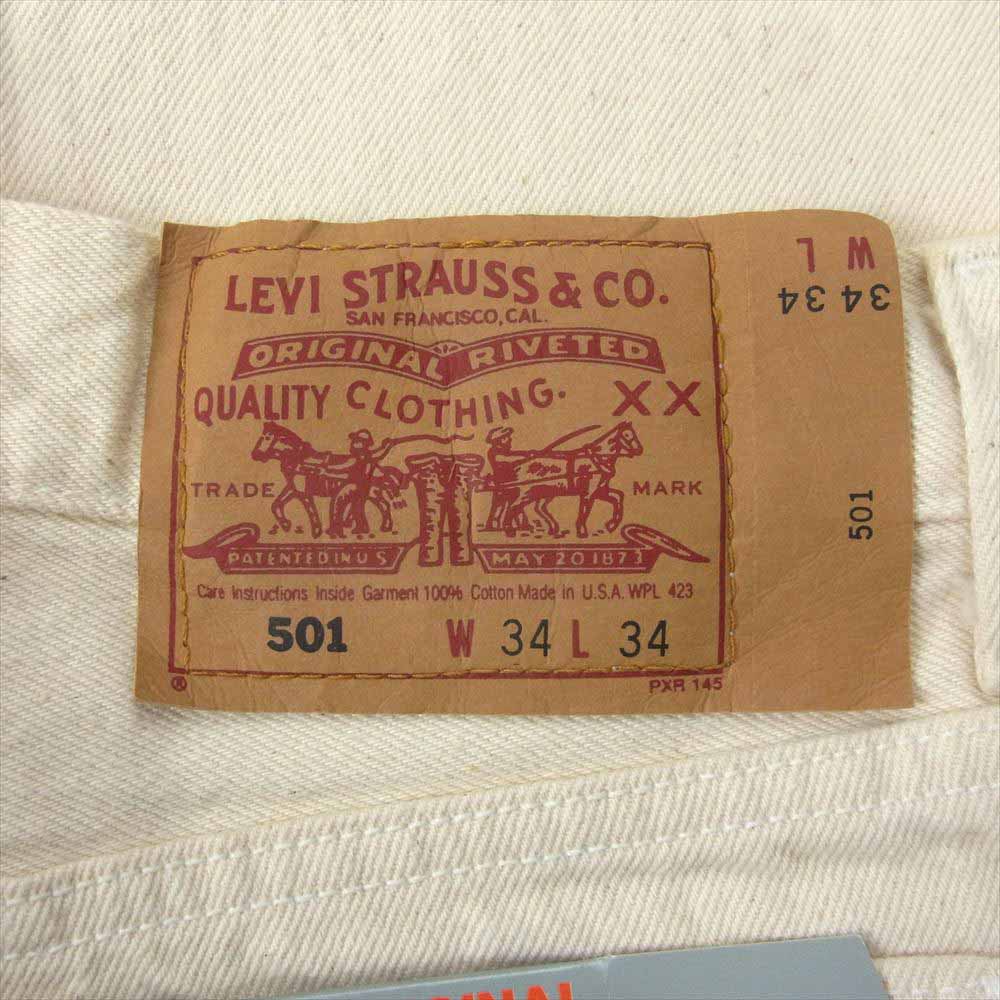 LEVI STRAUSS & CO.
SAN FRANCISCO, CAL.
ORIGINAL RIVETED
QUALITY CLOTHING. XX
TRADE MARK
PATENTED IN U S MAY 20 1873
Care Instructions Inside Garment 100% Cotton Made in U.S.A. WPL 423
501 W 34 L 34
® PXR 145
W L
34 34
501